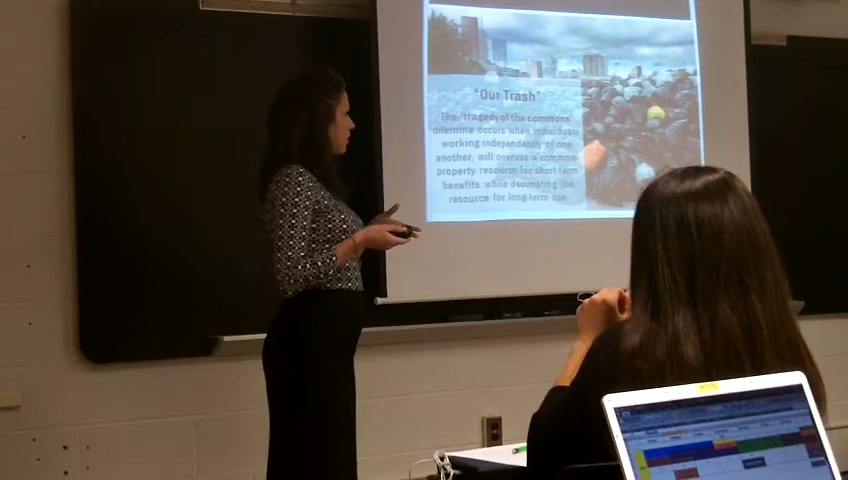 "Our Trash"
The "tragedy of the commons
dilemma occurs when individuals
working independently of one
another, will overuse a common
property resource for short-term
benefits while decimating the
resource for long-term use.